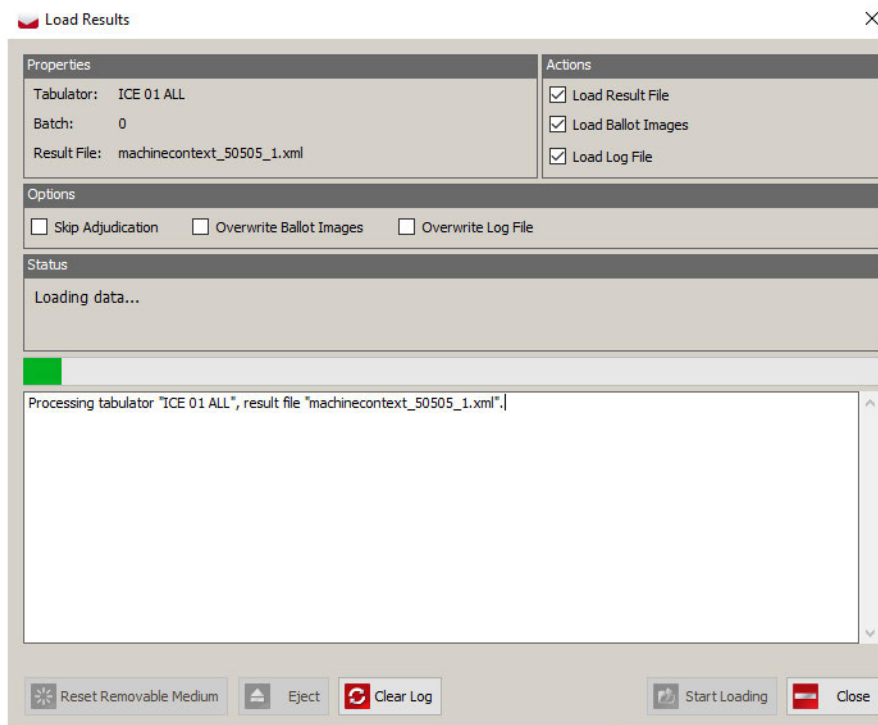 Load Results
Properties
Tabulator: ICE 01 ALL
Batch: 0
Result File: machinecontext_50505_1.xml
Actions
Load Result File
Load Ballot Images
Load Log File
Options
Skip Adjudication Overwrite Ballot Images Overwrite Log File
Status
Loading data...
Processing tabulator "ICE 01 ALL", result file "machinecontext_50505_1.xml".
Reset Removable Medium Eject Clear Log Start Loading Close